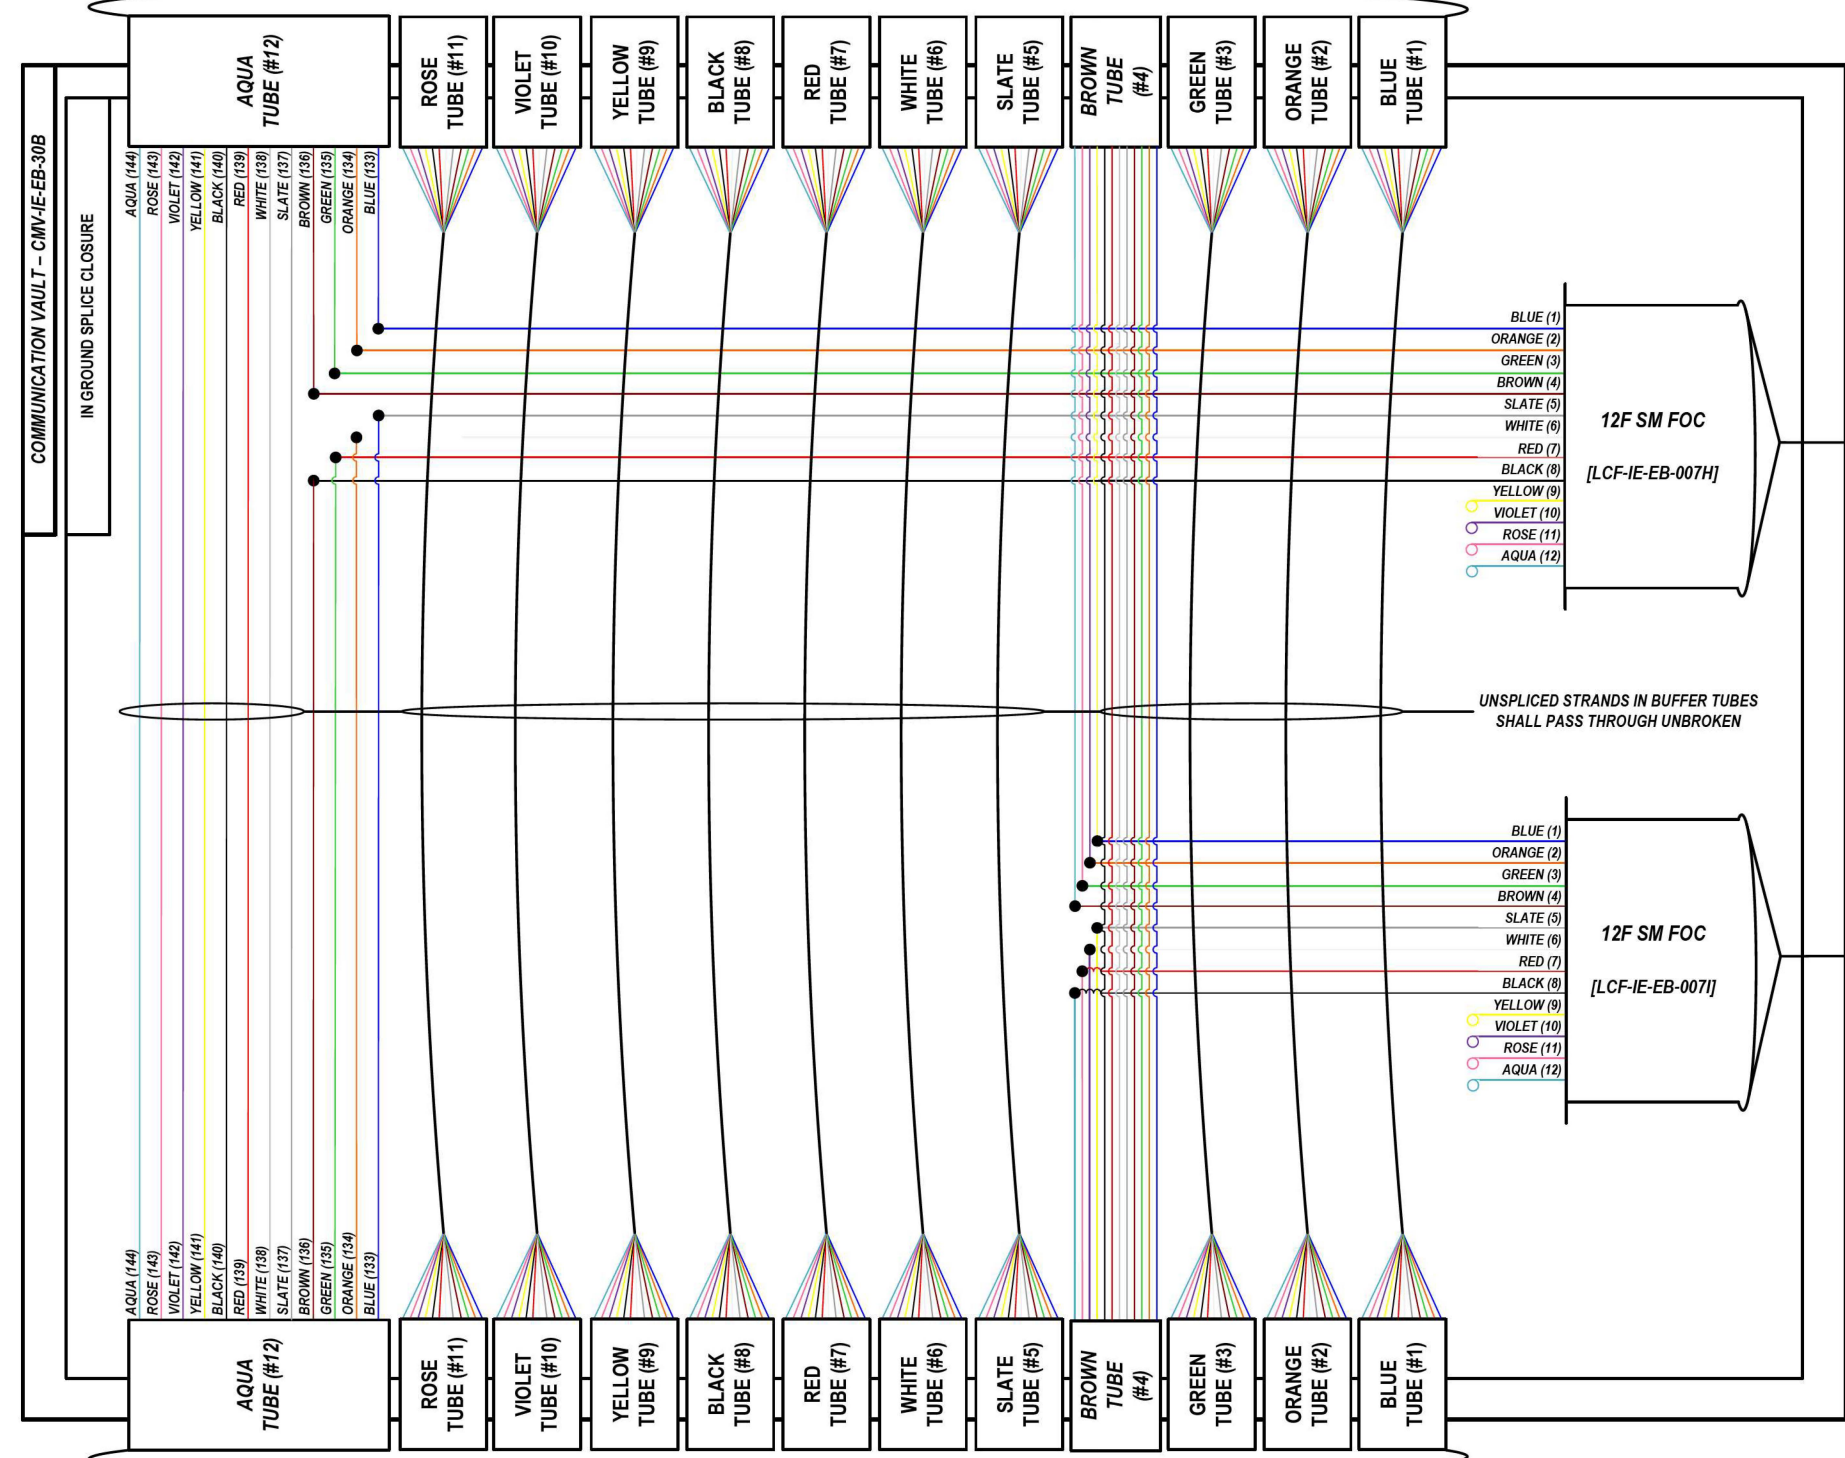 COMMUNICATION VAULT – CMV-IE-EB-30B
IN GROUND SPLICE CLOSURE
AQUA
TUBE (#12)
ROSE
TUBE (#11)
VIOLET
TUBE (#10)
YELLOW
TUBE (#9)
BLACK
TUBE (#8)
RED
TUBE (#7)
WHITE
TUBE (#6)
SLATE
TUBE (#5)
BROWN
TUBE
(#4)
GREEN
TUBE (#3)
ORANGE
TUBE (#2)
BLUE
TUBE (#1)
AQUA (144)
ROSE (143)
VIOLET (142)
YELLOW (141)
BLACK (140)
RED (139)
WHITE (138)
SLATE (137)
BROWN (136)
GREEN (135)
ORANGE (134)
BLUE (133)
BLUE (1)
ORANGE (2)
GREEN (3)
BROWN (4)
SLATE (5)
WHITE (6)
RED (7)
BLACK (8)
YELLOW (9)
VIOLET (10)
ROSE (11)
AQUA (12)
12F SM FOC
[LCF-IE-EB-007H]
UNSPLICED STRANDS IN BUFFER TUBES
SHALL PASS THROUGH UNBROKEN
BLUE (1)
ORANGE (2)
GREEN (3)
BROWN (4)
SLATE (5)
WHITE (6)
RED (7)
BLACK (8)
YELLOW (9)
VIOLET (10)
ROSE (11)
AQUA (12)
12F SM FOC
[LCF-IE-EB-007I]
AQUA (144)
ROSE (143)
VIOLET (142)
YELLOW (141)
BLACK (140)
RED (139)
WHITE (138)
SLATE (137)
BROWN (136)
GREEN (135)
ORANGE (134)
BLUE (133)
AQUA
TUBE (#12)
ROSE
TUBE (#11)
VIOLET
TUBE (#10)
YELLOW
TUBE (#9)
BLACK
TUBE (#8)
RED
TUBE (#7)
WHITE
TUBE (#6)
SLATE
TUBE (#5)
BROWN
TUBE
(#4)
GREEN
TUBE (#3)
ORANGE
TUBE (#2)
BLUE
TUBE (#1)